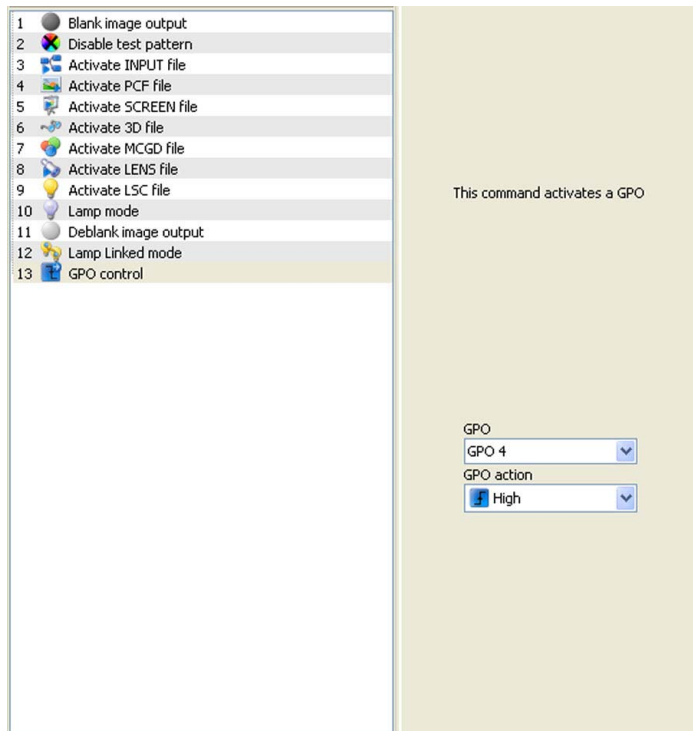 1 Blank image output
2 Disable test pattern
3 Activate INPUT file
4 Activate PCF file
5 Activate SCREEN file
6 Activate 3D file
7 Activate MCGD file
8 Activate LENS file
9 Activate LSC file
10 Lamp mode
11 Deblank image output
12 Lamp Linked mode
13 GPO control
This command activates a GPO
GPO
GPO 4
GPO action
High